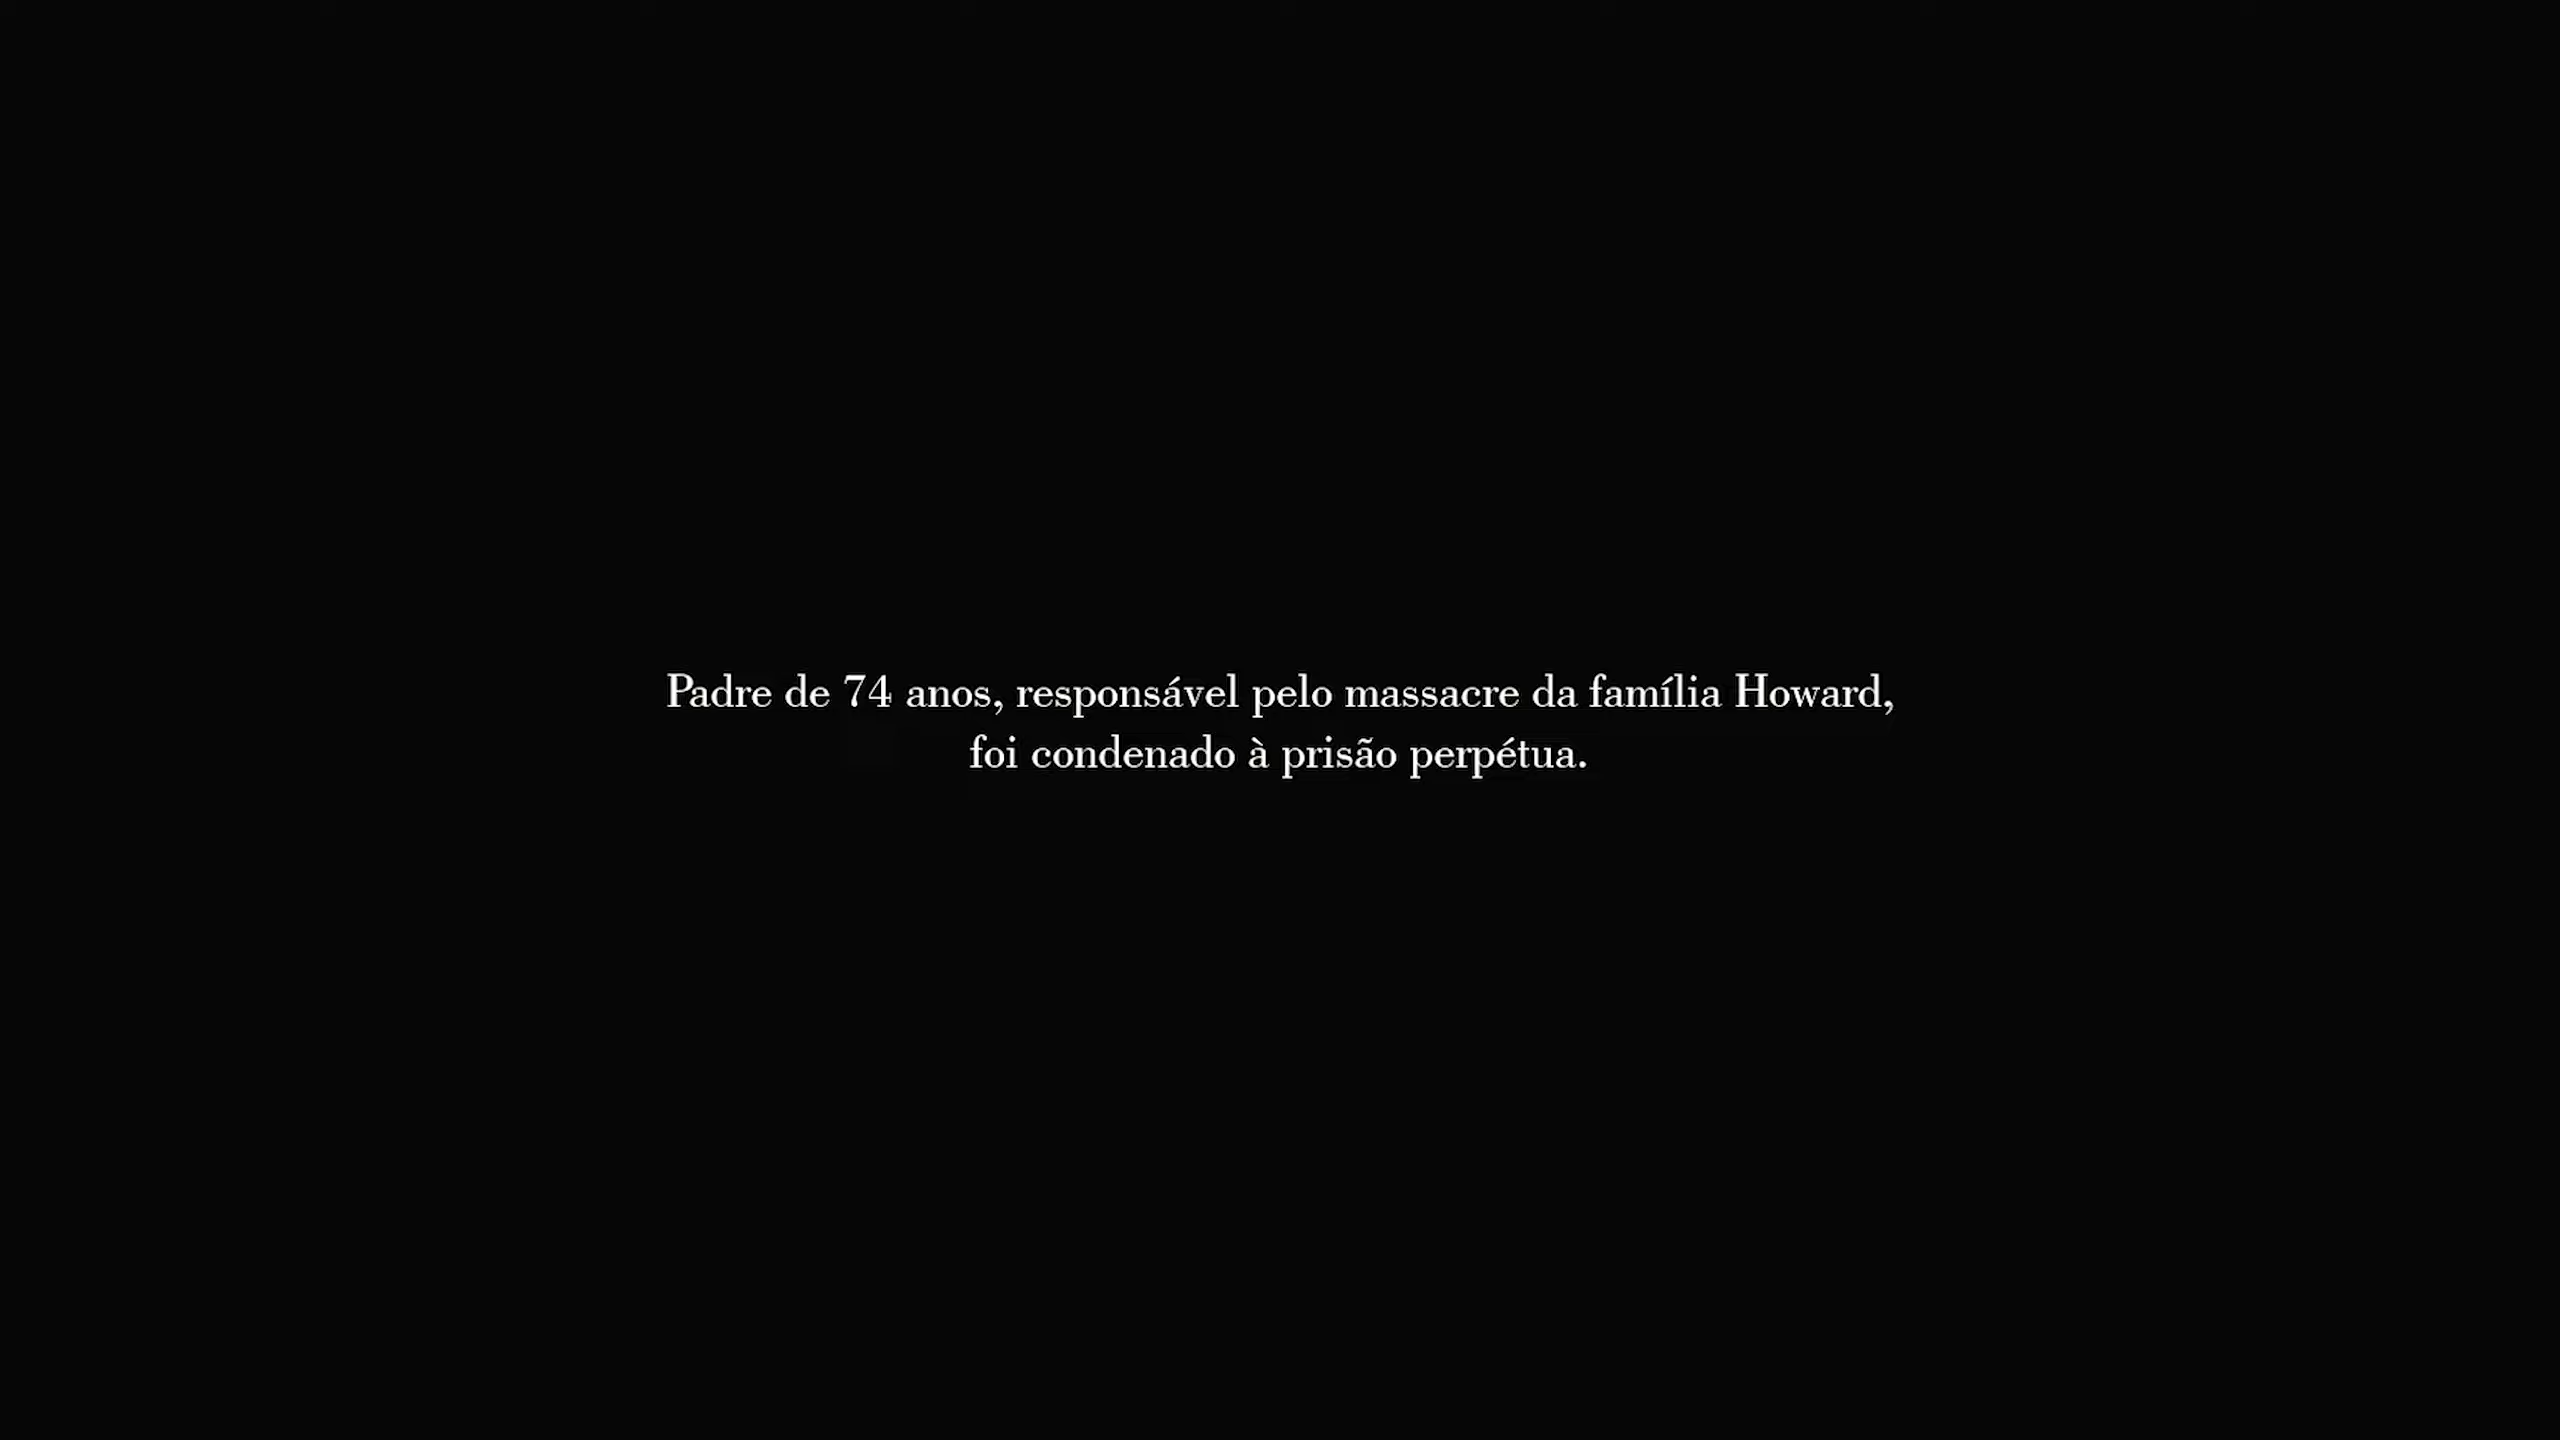 Padre de 74 anos, responsável pelo massacre da família Howard,
foi condenado à prisão perpétua.